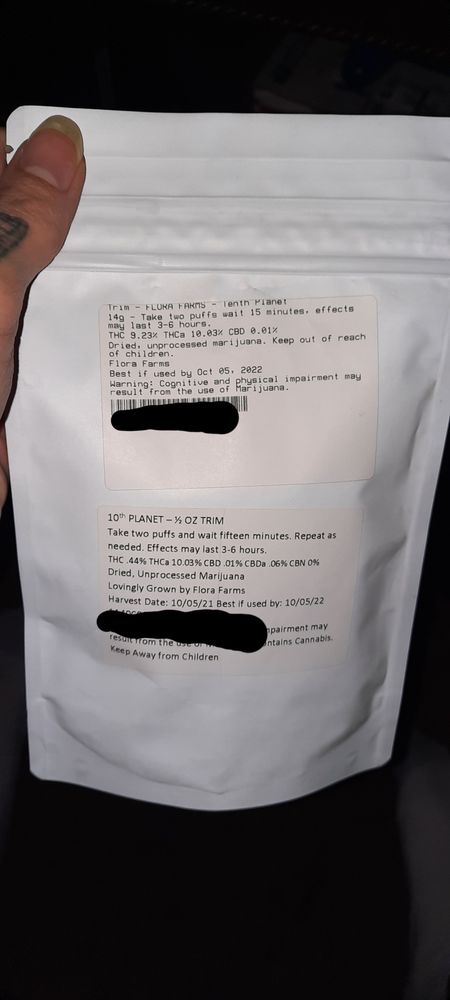 Trim - FLORA FARMS - Tenth Planet
14g - Take two puffs wait 15 minutes, effects
may last 3-6 hours.
THC 9.23% THCa 10.03% CBD 0.01%
Dried, unprocessed marijuana. Keep out of reach
of children.
Flora Farms
Best if used by Oct 05, 2022
Warning: Cognitive and physical impairment may
result from the use of Marijuana.
10th PLANET – ½ OZ TRIM
Take two puffs and wait fifteen minutes. Repeat as
needed. Effects may last 3-6 hours.
THC .44% THCa 10.03% CBD .01% CBDa .06% CBN 0%
Dried, Unprocessed Marijuana
Lovingly Grown by Flora Farms
Harvest Date: 10/05/21 Best if used by: 10/05/22
may
result from the use of Cannabis.
Keep Away from Children